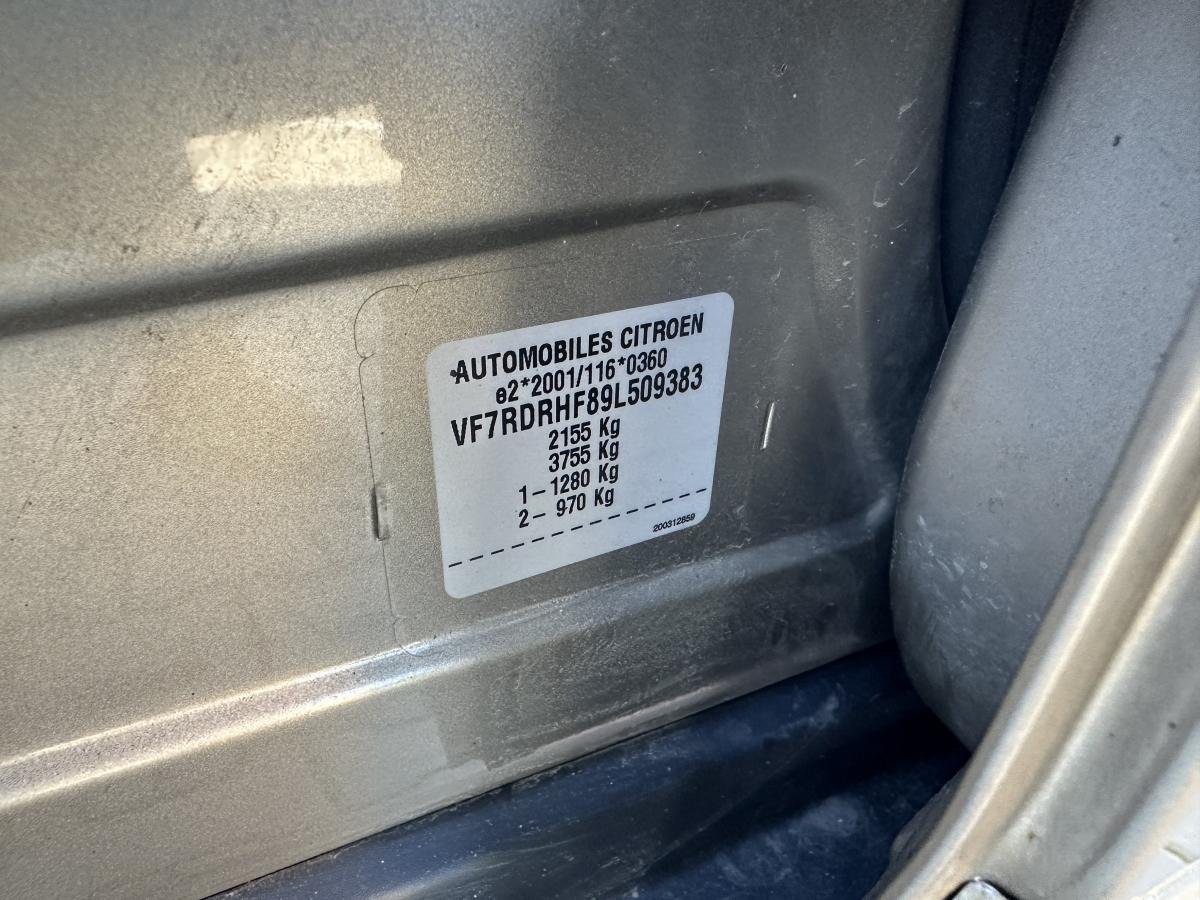 AUTOMOBILES CITROEN
e2*2001/116*0360
VF7RDRHF89L509383
2155 Kg
3755 Kg
1- 1280 Kg
2- 970 Kg
200312859